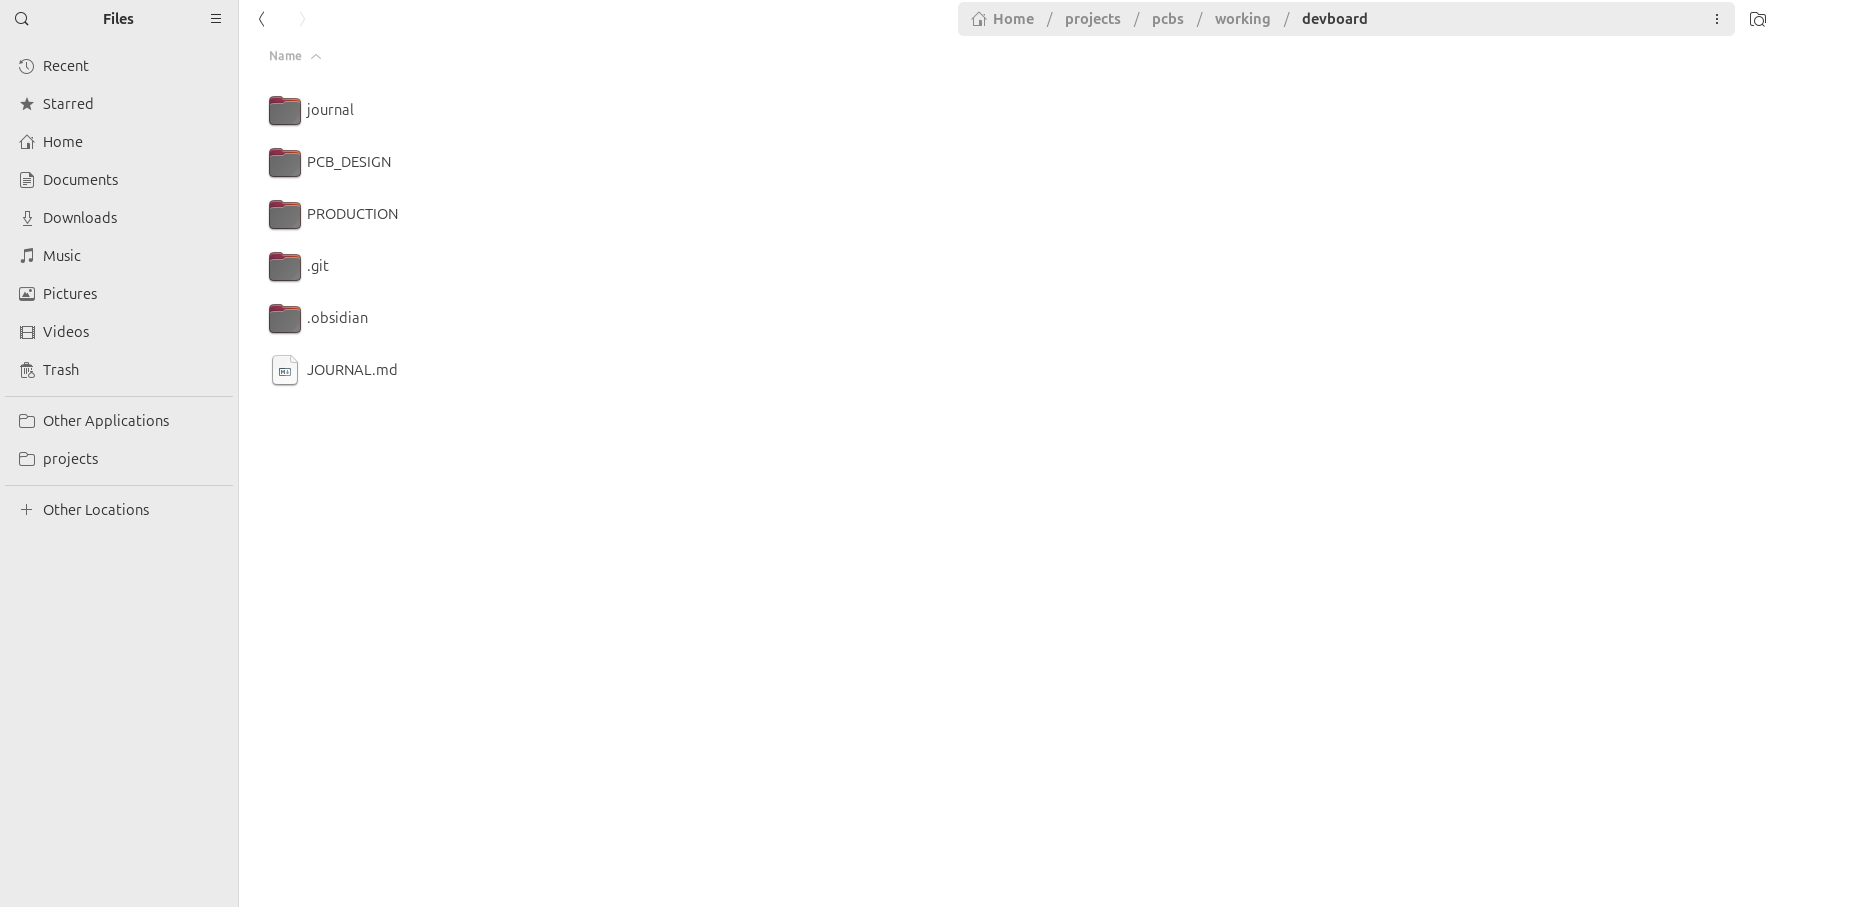 Files
Recent
Starred
Home
Documents
Downloads
Music
Pictures
Videos
Trash
Other Applications
projects
Other Locations
Home / projects / pcbs / working / devboard
Name
journal
PCB_DESIGN
PRODUCTION
.git
.obsidian
JOURNAL.md